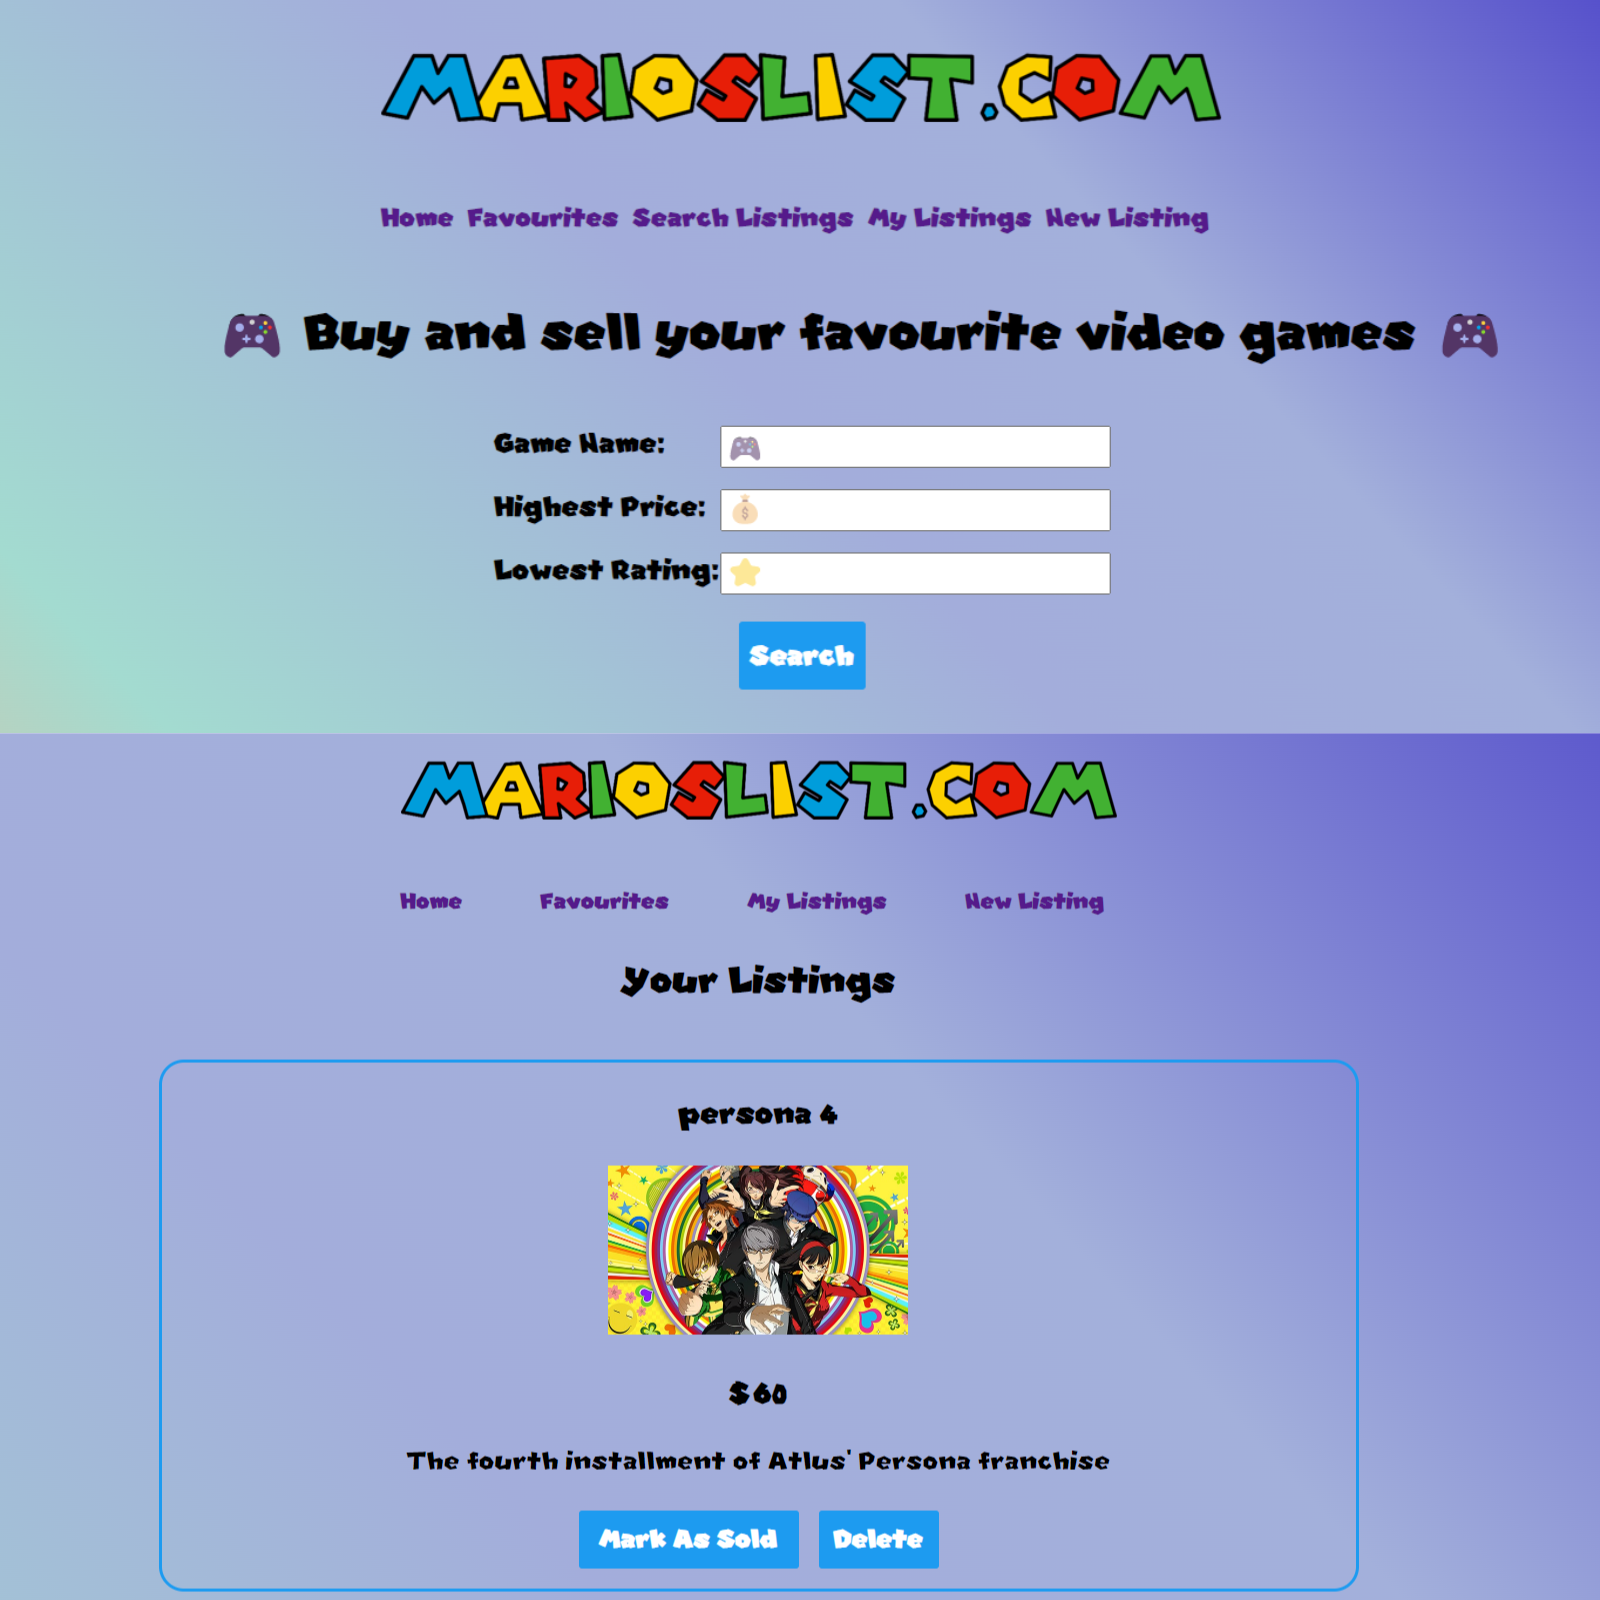 MARIOSLIST.COM
Home Favourites Search Listings My Listings New Listing
Buy and sell your favourite video games
Game Name:
Highest Price:
Lowest Rating:
Search
MARIOSLIST.COM
Home Favourites My Listings New Listing
Your Listings
persona 4
$60
The fourth installment of Atlus' Persona franchise
Mark As Sold Delete